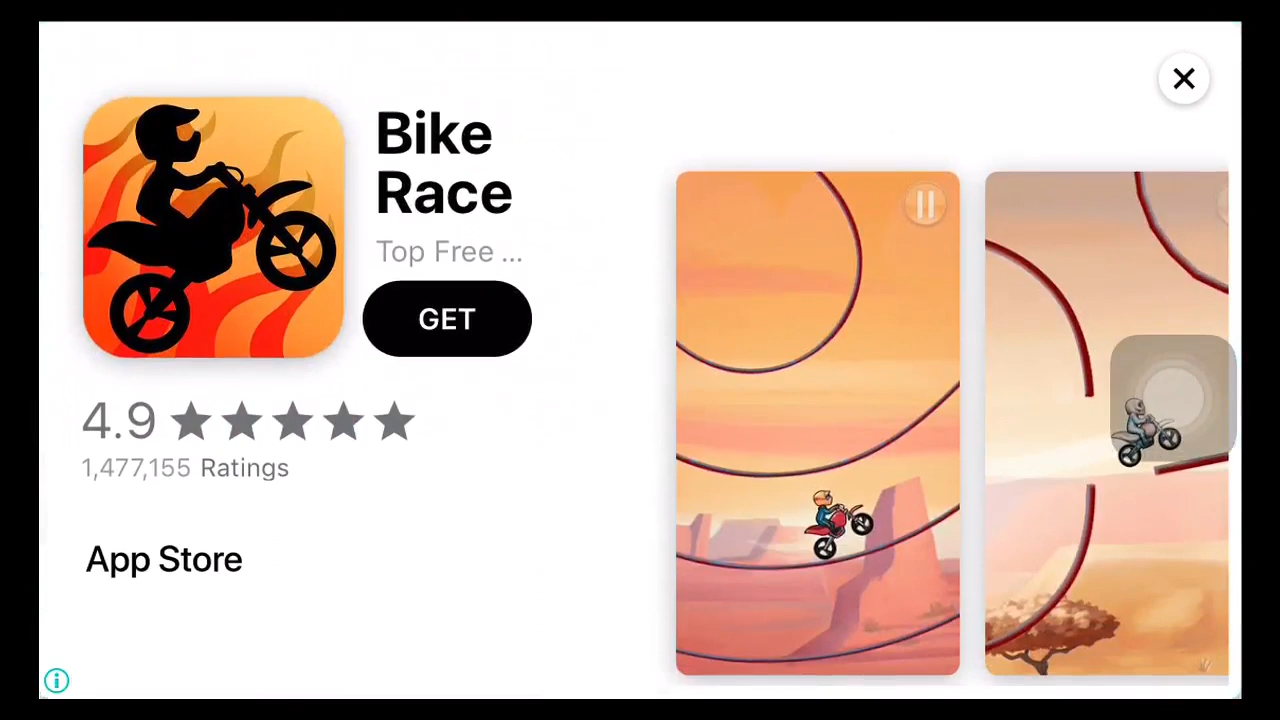 Bike
Race
Top Free ...
GET
4.9
1,477,155 Ratings
App Store